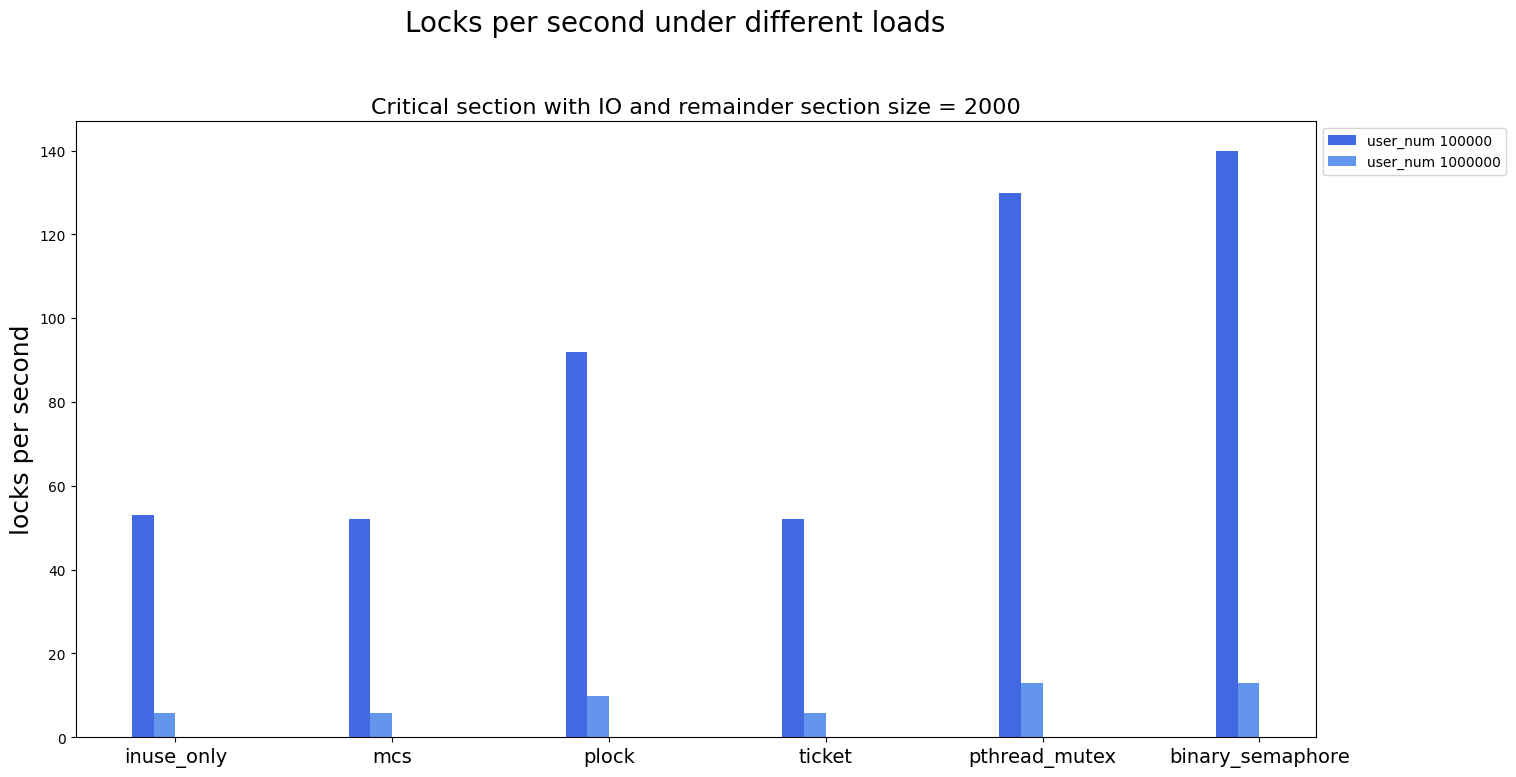 Locks per second under different loads
Critical section with IO and remainder section size = 2000
user_num 100000
user_num 1000000
locks per second
140
120
100
80
60
40
20
0
inuse_only mcs plock ticket pthread_mutex binary_semaphore